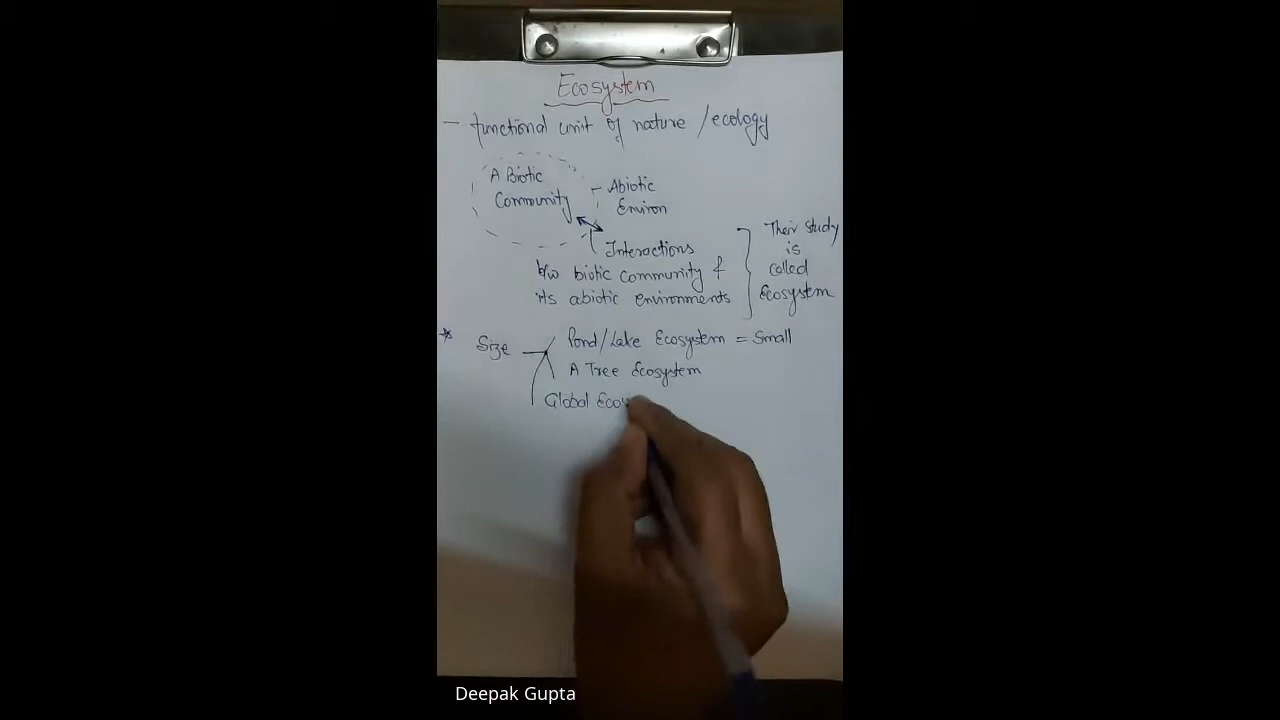 Ecosystem
- functional unit of nature / ecology
A Biotic
Community
- Abiotic
Environ
Interactions
b/w biotic community &
its abiotic environments
Their study
is
called
Ecosystem
* Size
Pond/Lake Ecosystem = Small
A Tree Ecosystem
Global Ecos
Deepak Gupta